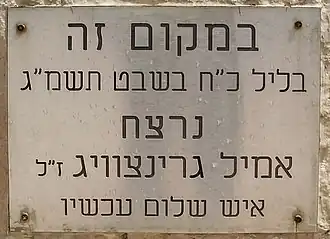 במקום זה
בליל כ"ח בשבט תשמ"ג
נרצח
אמיל גרינצוויג ז"ל
איש שלום עכשיו